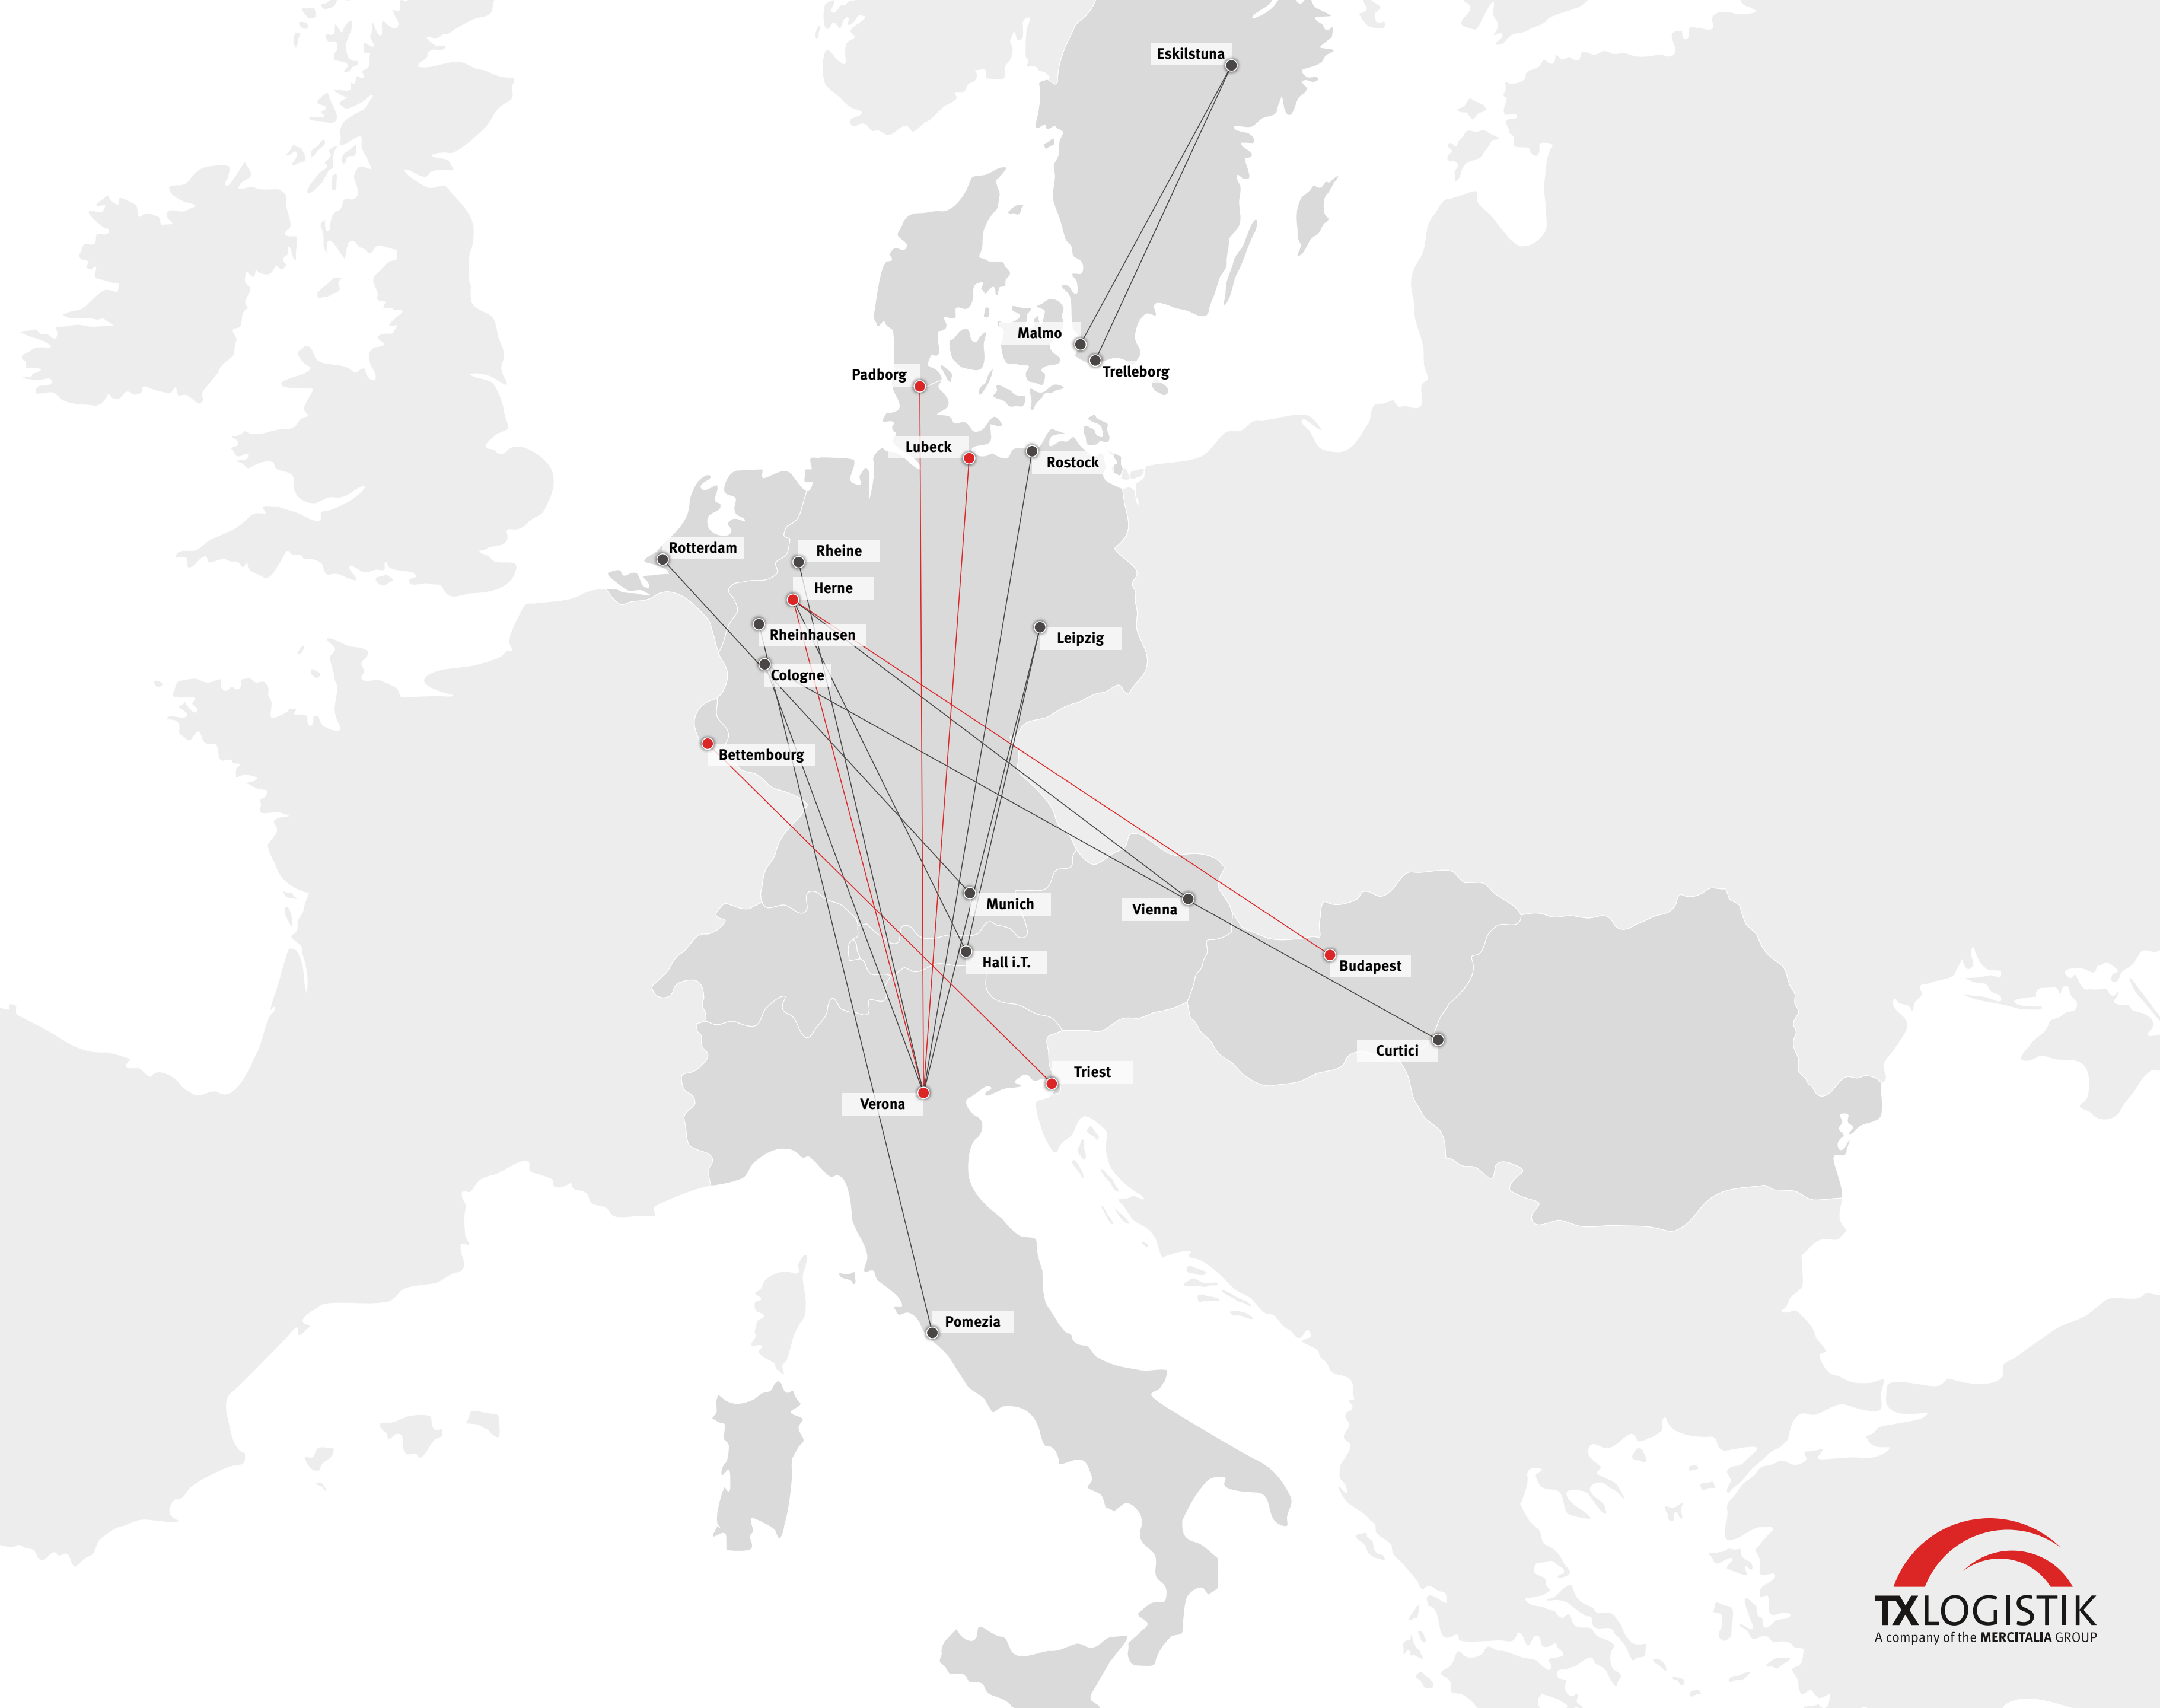 Eskilstuna
Malmo
Trelleborg
Padborg
Lubeck
Rostock
Rotterdam
Rheine
Herne
Rheinhausen
Leipzig
Cologne
Bettembourg
Munich
Vienna
Hall i.T.
Budapest
Curtici
Triest
Verona
Pomezia
TXLOGISTIK
A company of the MERCITALIA GROUP